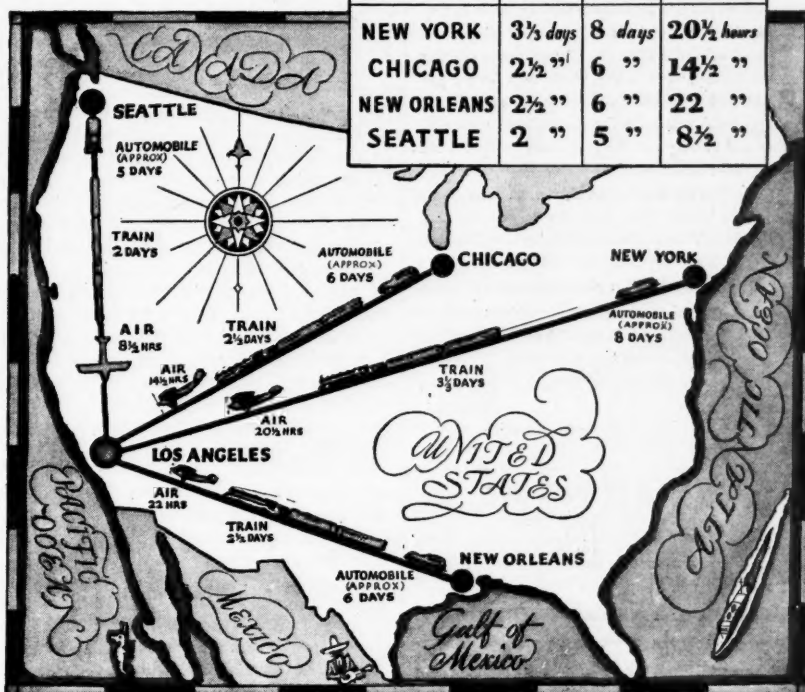 NEW YORK 3⅓ days 8 days 20½ hours
CHICAGO 2½ " 6 " 14½ "
NEW ORLEANS 2½ " 6 " 22 "
SEATTLE 2 " 5 " 8½ "
CANADA
SEATTLE
AUTOMOBILE
(APPROX)
5 DAYS
TRAIN
2 DAYS
AIR
8½ HRS
AUTOMOBILE
(APPROX)
6 DAYS
CHICAGO
TRAIN
2½ DAYS
AIR
14½ HRS
NEW YORK
AUTOMOBILE
(APPROX)
8 DAYS
TRAIN
3⅓ DAYS
AIR
20½ HRS
LOS ANGELES
UNITED
STATES
AIR
22 HRS
TRAIN
2½ DAYS
AUTOMOBILE
(APPROX)
6 DAYS
NEW ORLEANS
PACIFIC
OCEAN
ATLANTIC OCEAN
MEXICO
Gulf of
Mexico